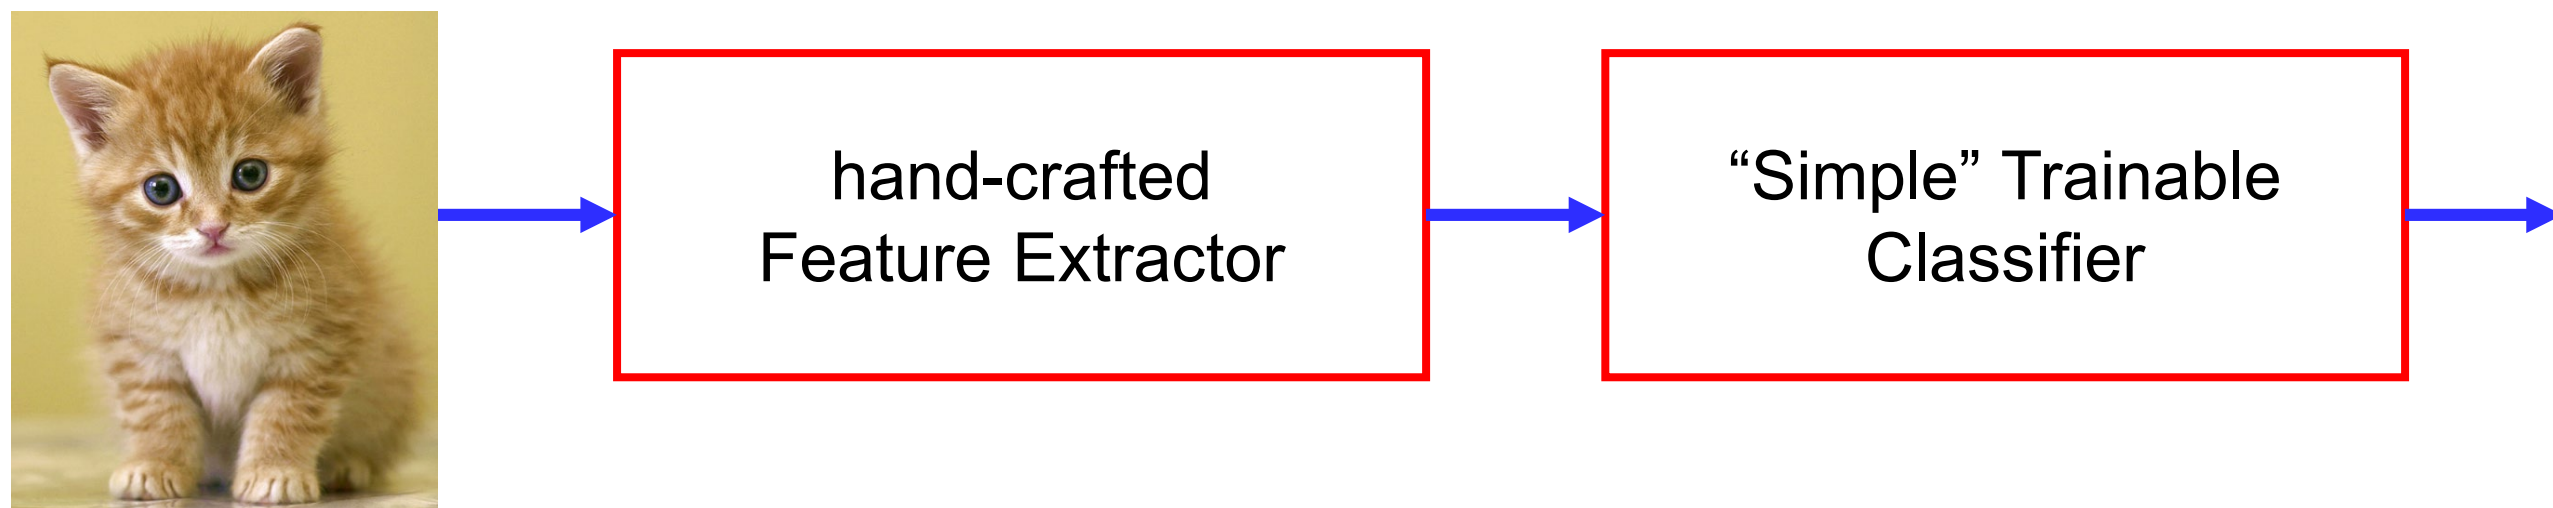 hand-crafted
Feature Extractor
“Simple” Trainable
Classifier